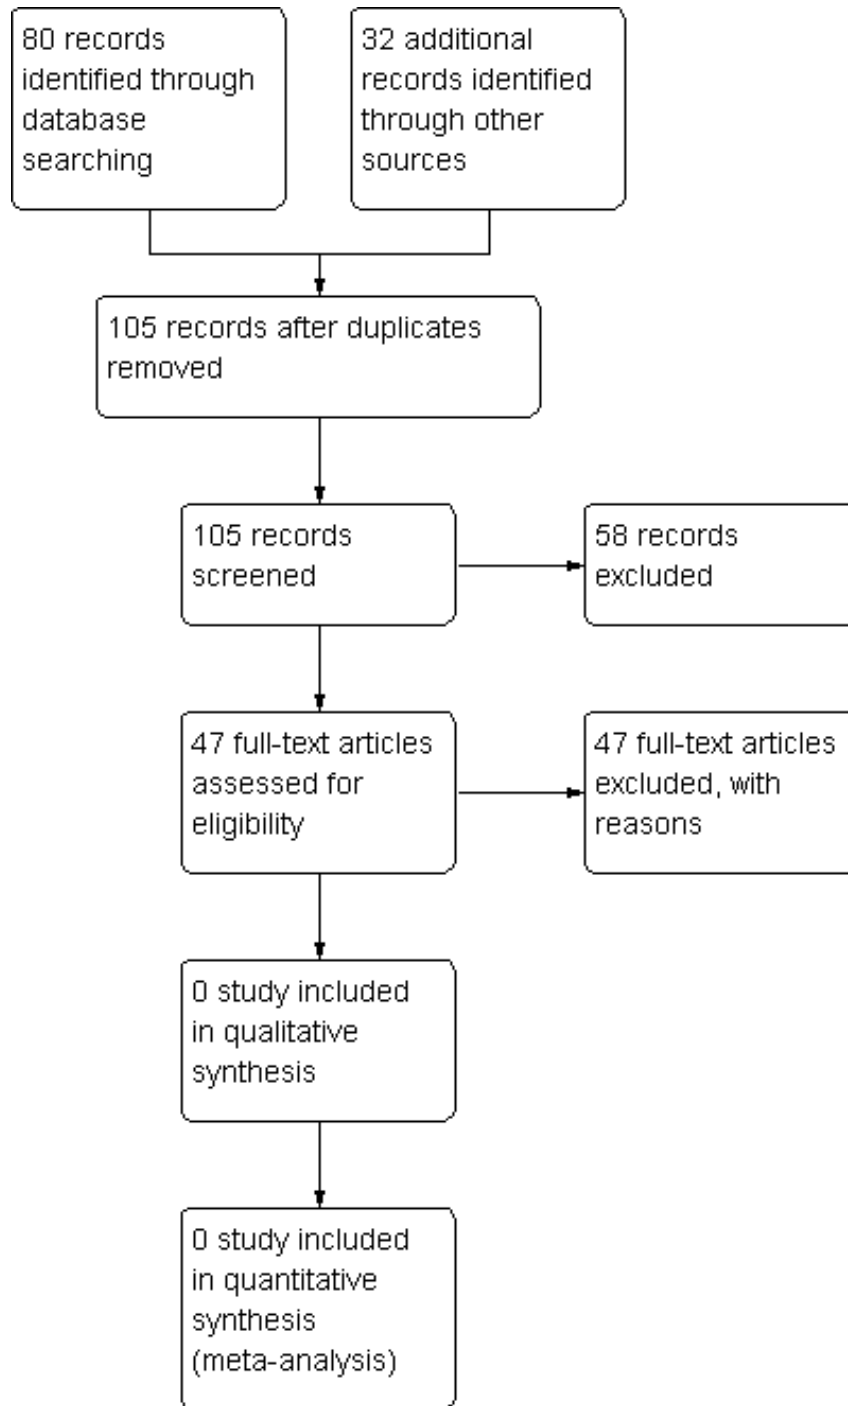 80 records
identified through
database
searching
32 additional
records identified
through other
sources
105 records after duplicates
removed
105 records
screened
58 records
excluded
47 full-text articles
assessed for
eligibility
47 full-text articles
excluded, with
reasons
0 study included
in qualitative
synthesis
0 study included
in quantitative
synthesis
(meta-analysis)